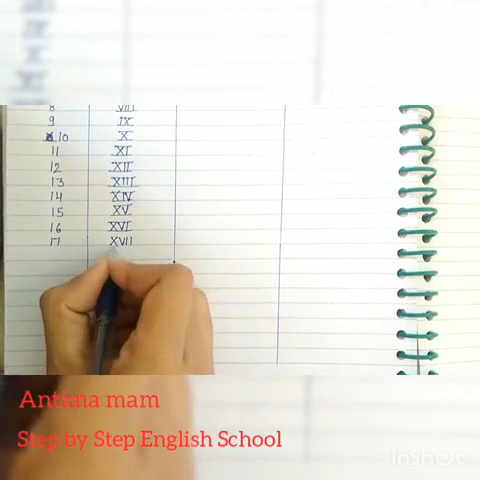 8 VIII
9 IX
10 X
11 XI
12 XII
13 XIII
14 XIV
15 XV
16 XVI
17 XVII
Antima mam
Step by Step English School
InShOt